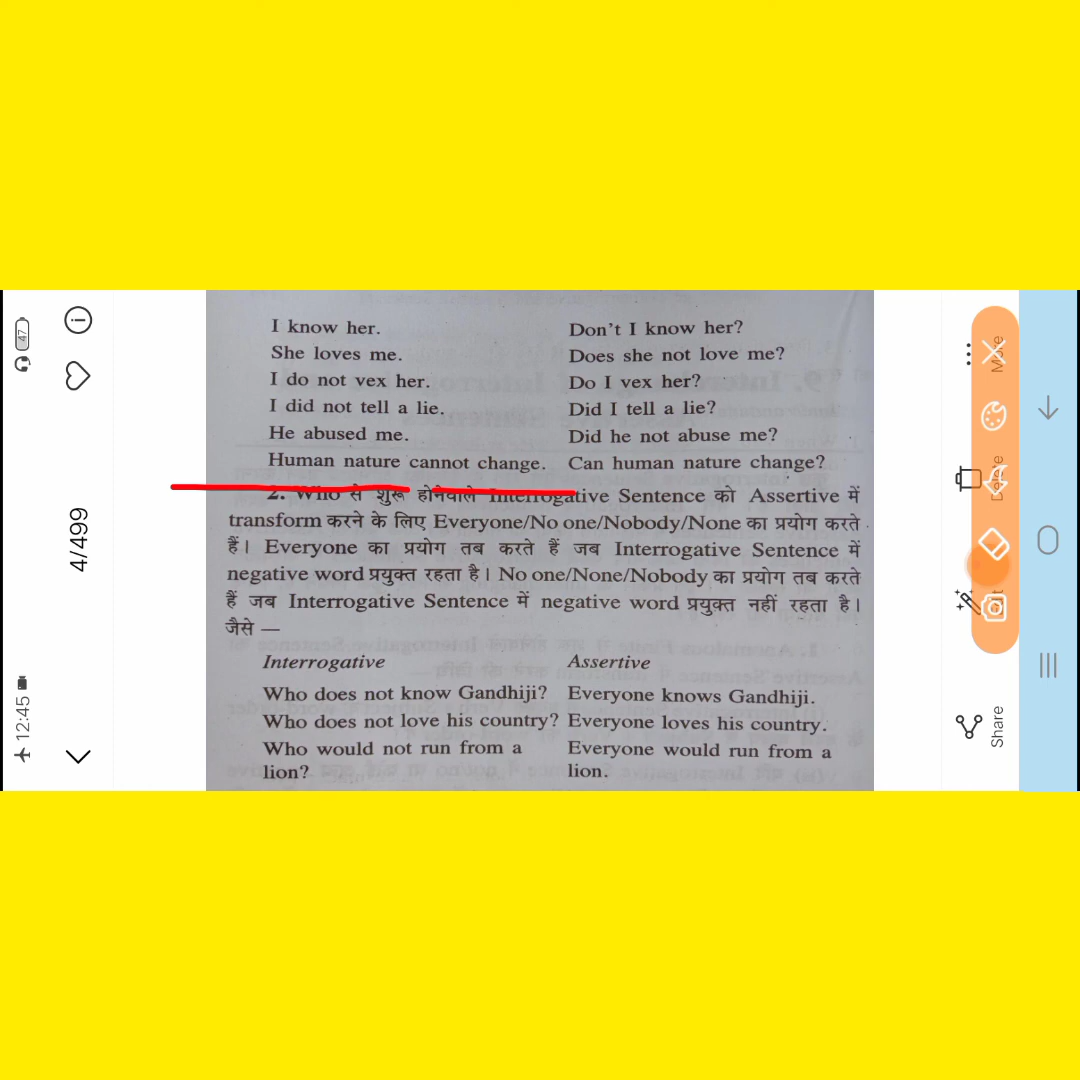 I know her. Don't I know her?
She loves me. Does she not love me?
I do not vex her. Do I vex her?
I did not tell a lie. Did I tell a lie?
He abused me. Did he not abuse me?
Human nature cannot change. Can human nature change?
2. Who से शुरू होनेवाले Interrogative Sentence को Assertive में
transform करने के लिए Everyone/No one/Nobody/None का प्रयोग करते
हैं। Everyone का प्रयोग तब करते हैं जब Interrogative Sentence में
negative word प्रयुक्त रहता है। No one/None/Nobody का प्रयोग तब करते
हैं जब Interrogative Sentence में negative word प्रयुक्त नहीं रहता है।
जैसे —
Interrogative Assertive
Who does not know Gandhiji? Everyone knows Gandhiji.
Who does not love his country? Everyone loves his country.
Who would not run from a Everyone would run from a
lion? lion.
12:45
47
4/499
More
Delete
Share